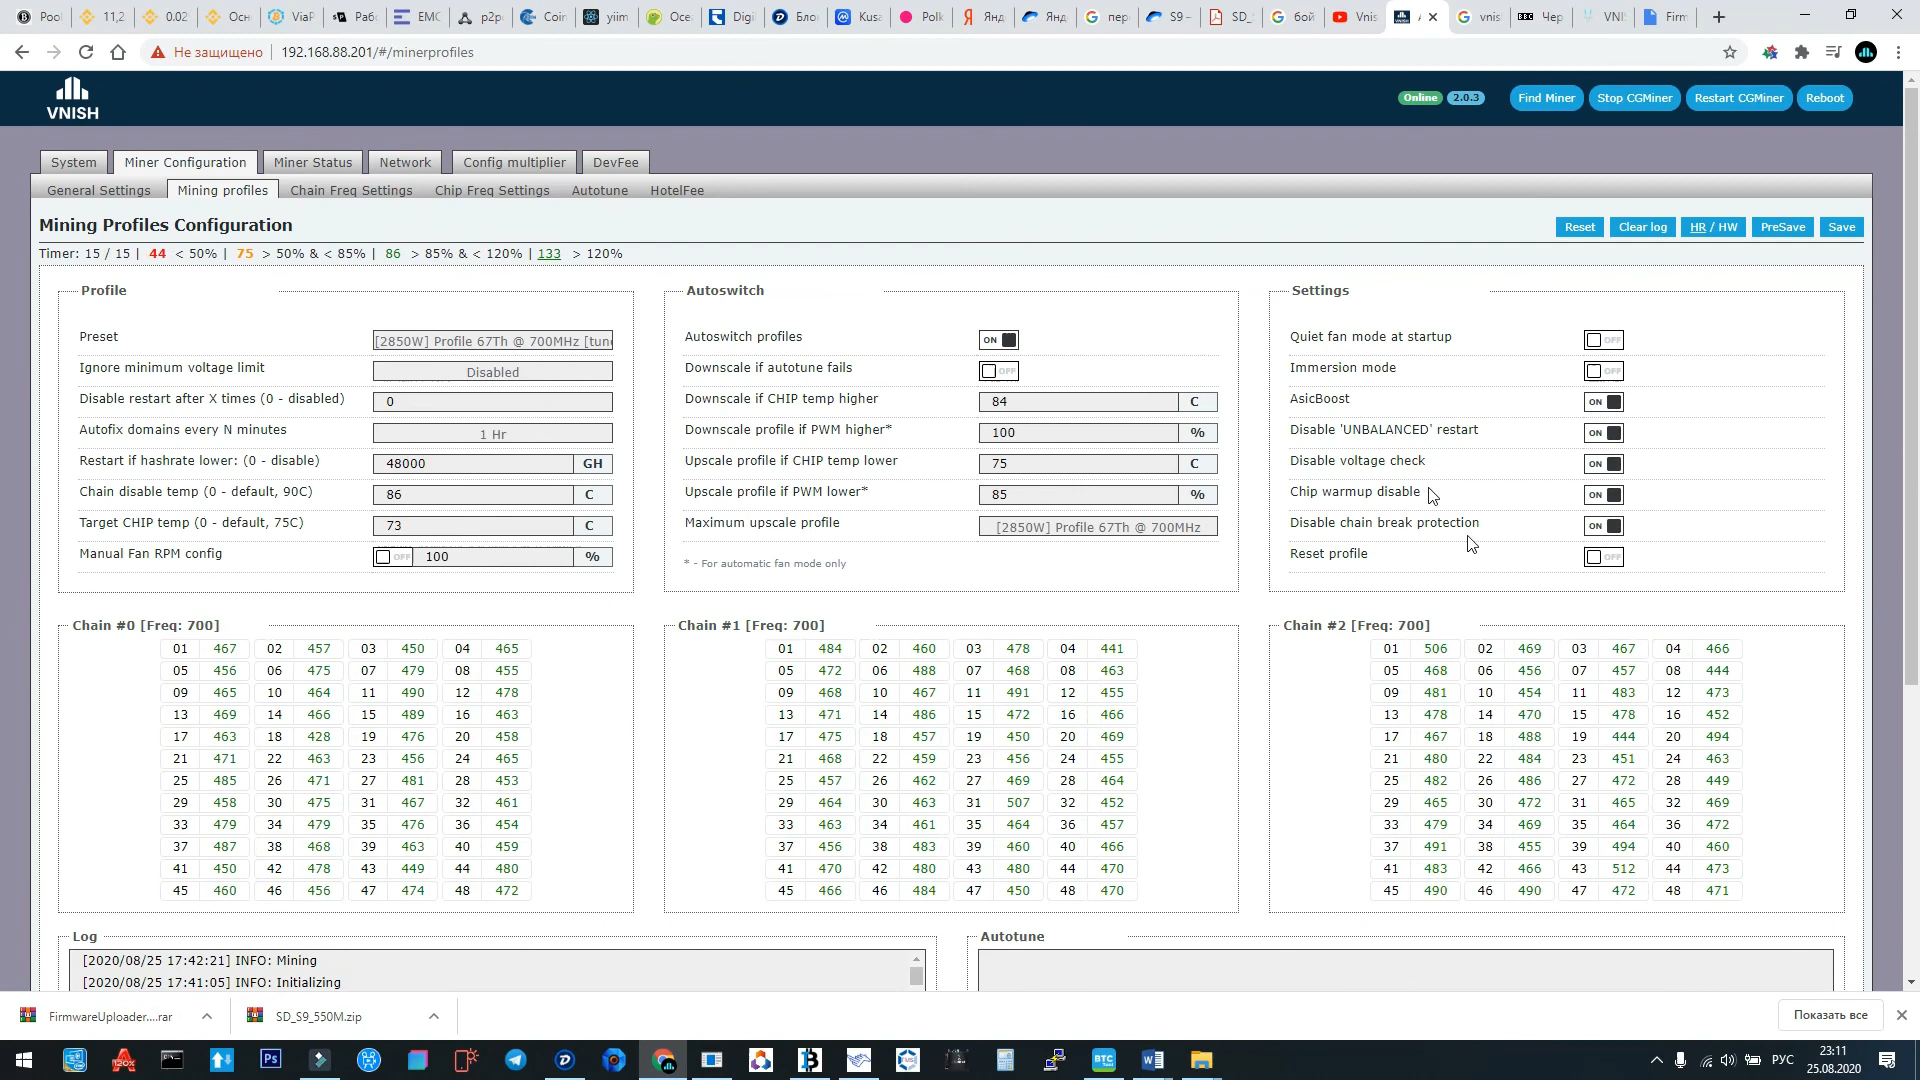 Pool
11,2
0.02
Осн
ViaP
Рабо
EMC
p2p
Coin
yiim
Ocea
Digi
Бло
Kusa
Polk
Янд
Янд
пер
S9 –
SD_
бой
Vnis
vnis
Чер
VNI
Firm
Не защищено
192.168.88.201/#/minerprofiles
VNISH
Online 2.0.3 Find Miner Stop CGMiner Restart CGMiner Reboot
System Miner Configuration Miner Status Network Config multiplier DevFee
General Settings Mining profiles Chain Freq Settings Chip Freq Settings Autotune HotelFee
Mining Profiles Configuration
Reset Clear log HR / HW PreSave Save
Timer: 15 / 15 | 44 < 50% | 75 > 50% & < 85% | 86 > 85% & < 120% | 133 > 120%
Profile
Preset [2850W] Profile 67Th @ 700MHz [tun
Ignore minimum voltage limit Disabled
Disable restart after X times (0 - disabled) 0
Autofix domains every N minutes 1 Hr
Restart if hashrate lower: (0 - disable) 48000 GH
Chain disable temp (0 - default, 90C) 86 C
Target CHIP temp (0 - default, 75C) 73 C
Manual Fan RPM config OFF 100 %
Autoswitch
Autoswitch profiles ON
Downscale if autotune fails OFF
Downscale if CHIP temp higher 84 C
Downscale profile if PWM higher* 100 %
Upscale profile if CHIP temp lower 75 C
Upscale profile if PWM lower* 85 %
Maximum upscale profile [2850W] Profile 67Th @ 700MHz
* - For automatic fan mode only
Settings
Quiet fan mode at startup OFF
Immersion mode OFF
AsicBoost ON
Disable 'UNBALANCED' restart ON
Disable voltage check ON
Chip warmup disable ON
Disable chain break protection ON
Reset profile OFF
Chain #0 [Freq: 700]
01 467 02 457 03 450 04 465
05 456 06 475 07 479 08 455
09 465 10 464 11 490 12 478
13 469 14 466 15 489 16 463
17 463 18 428 19 476 20 458
21 471 22 463 23 456 24 465
25 485 26 471 27 481 28 453
29 458 30 475 31 467 32 461
33 479 34 479 35 476 36 454
37 487 38 468 39 463 40 459
41 450 42 478 43 449 44 480
45 460 46 456 47 474 48 472
Chain #1 [Freq: 700]
01 484 02 460 03 478 04 441
05 472 06 488 07 468 08 463
09 468 10 467 11 491 12 455
13 471 14 486 15 472 16 466
17 475 18 457 19 450 20 469
21 468 22 459 23 456 24 455
25 457 26 462 27 469 28 464
29 464 30 463 31 507 32 452
33 463 34 461 35 464 36 457
37 456 38 483 39 460 40 466
41 470 42 480 43 480 44 470
45 466 46 484 47 450 48 470
Chain #2 [Freq: 700]
01 506 02 469 03 467 04 466
05 468 06 456 07 457 08 444
09 481 10 454 11 483 12 473
13 478 14 470 15 478 16 452
17 467 18 488 19 444 20 494
21 480 22 484 23 451 24 463
25 482 26 486 27 472 28 449
29 465 30 472 31 465 32 469
33 479 34 469 35 464 36 472
37 491 38 455 39 494 40 460
41 483 42 466 43 512 44 473
45 490 46 490 47 472 48 471
Log
[2020/08/25 17:42:21] INFO: Mining
[2020/08/25 17:41:05] INFO: Initializing
Autotune
FirmwareUploader....rar
SD_S9_550M.zip
Показать все
РУС
23:11
25.08.2020